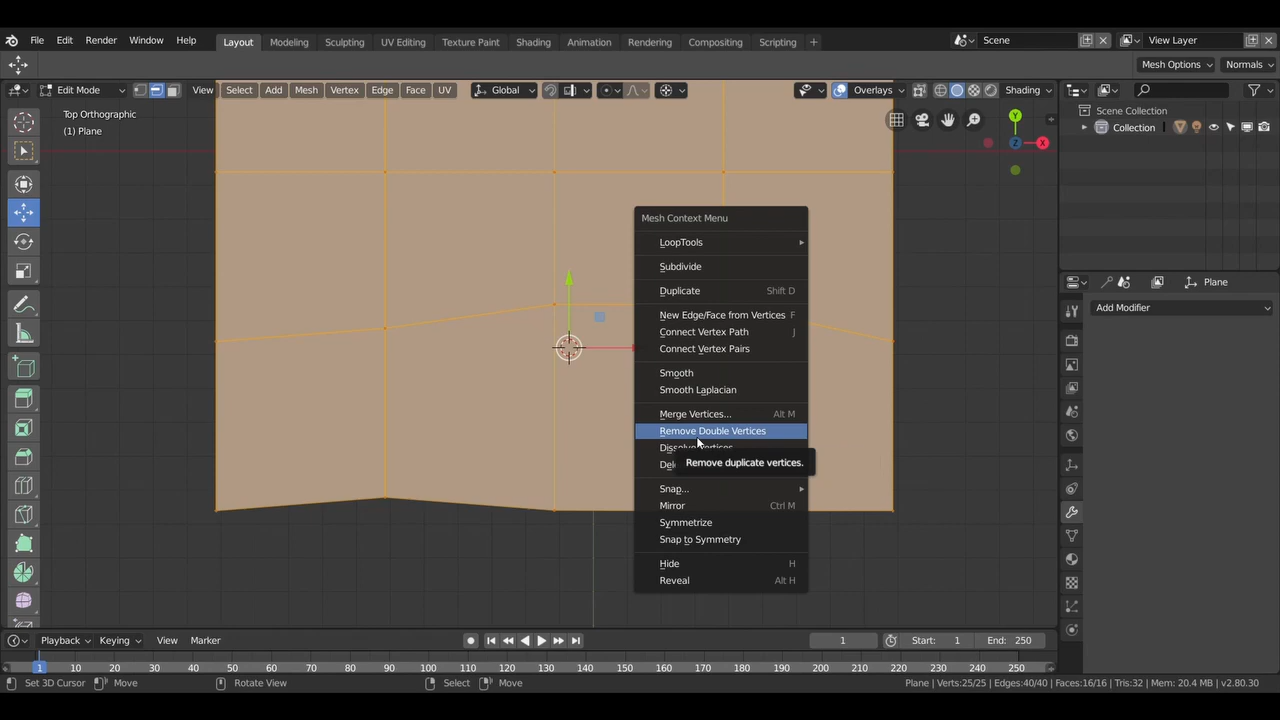 File Edit Render Window Help Layout Modeling Sculpting UV Editing Texture Paint Shading Animation Rendering Compositing Scripting + Scene View Layer
Mesh Options Normals
Edit Mode View Select Add Mesh Vertex Edge Face UV Global Overlays Shading
Top Orthographic
(1) Plane
Y
X
Z
Scene Collection
Collection
Plane
Add Modifier
Mesh Context Menu
LoopTools
Subdivide
Duplicate Shift D
New Edge/Face from Vertices F
Connect Vertex Path J
Connect Vertex Pairs
Smooth
Smooth Laplacian
Merge Vertices... Alt M
Remove Double Vertices
Remove duplicate vertices.
Snap...
Mirror Ctrl M
Symmetrize
Snap to Symmetry
Hide H
Reveal Alt H
Playback Keying View Marker 1 Start: 1 End: 250
1 10 20 30 40 50 60 70 80 90 100 110 120 130 140 150 160 170 180 190 200 210 220 230 240 250
Set 3D Cursor Move Rotate View Select Move Plane | Verts:25/25 | Edges:40/40 | Faces:16/16 | Tris:32 | Mem: 20.4 MB | v2.80.30